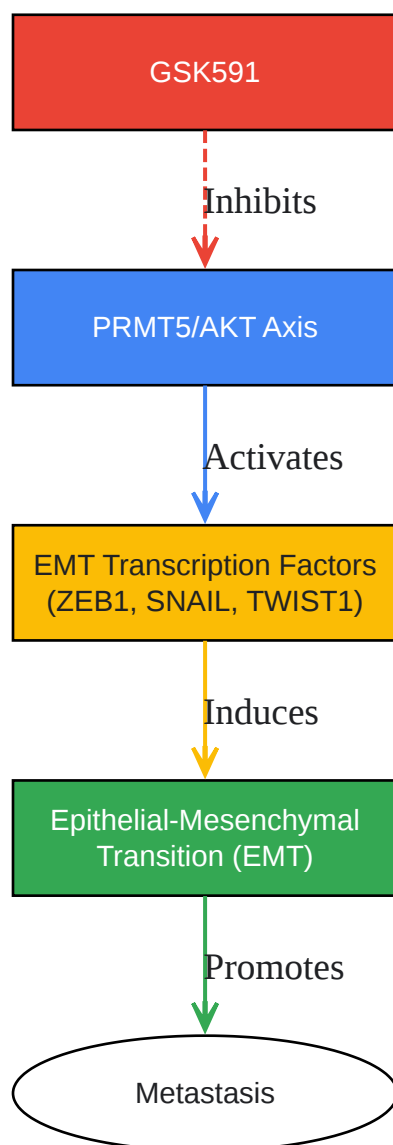 GSK591
Inhibits
PRMT5/AKT Axis
Activates
EMT Transcription Factors
(ZEB1, SNAIL, TWIST1)
Induces
Epithelial-Mesenchymal
Transition (EMT)
Promotes
Metastasis